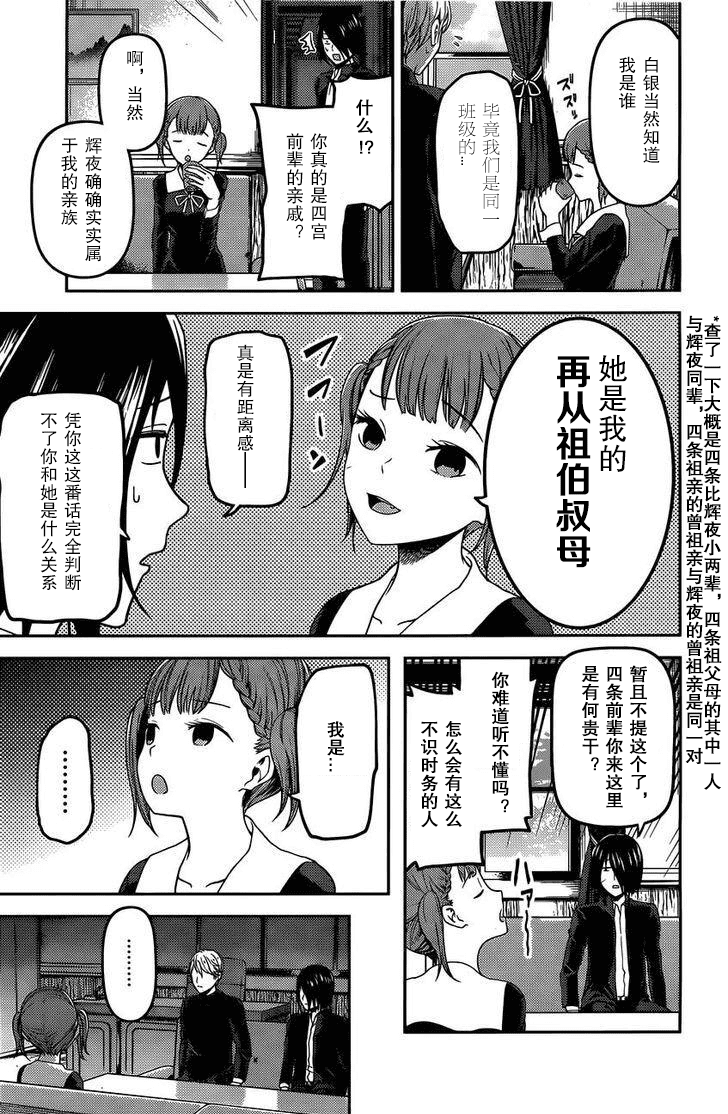 白银当然知道
我是谁
毕竟我们是同一
班级的…
什么!?
你真的是四宫
前辈的亲戚？
啊，当然
辉夜确确实实属
于我的亲族
她是我的
再从祖伯叔母
真是有距离感——
凭你这这番话完全判断
不了你和她是什么关系
*查了一下大概是四条比辉夜小两辈，四条祖父母的其中一人
与辉夜同辈，四条祖亲的曾祖亲与辉夜的曾祖亲是同一对
暂且不提这个了，
四条前辈你来这里
是有何贵干？
你难道听不懂吗？
怎么会有这么
不识时务的人
我是…
………
………